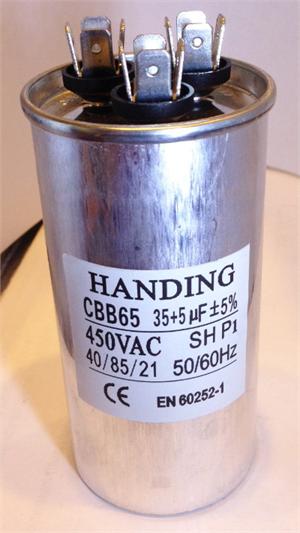 HANDING
CBB65 35+5 μF±5%
450VAC SH P1
40/85/21 50/60Hz
CE EN 60252-1